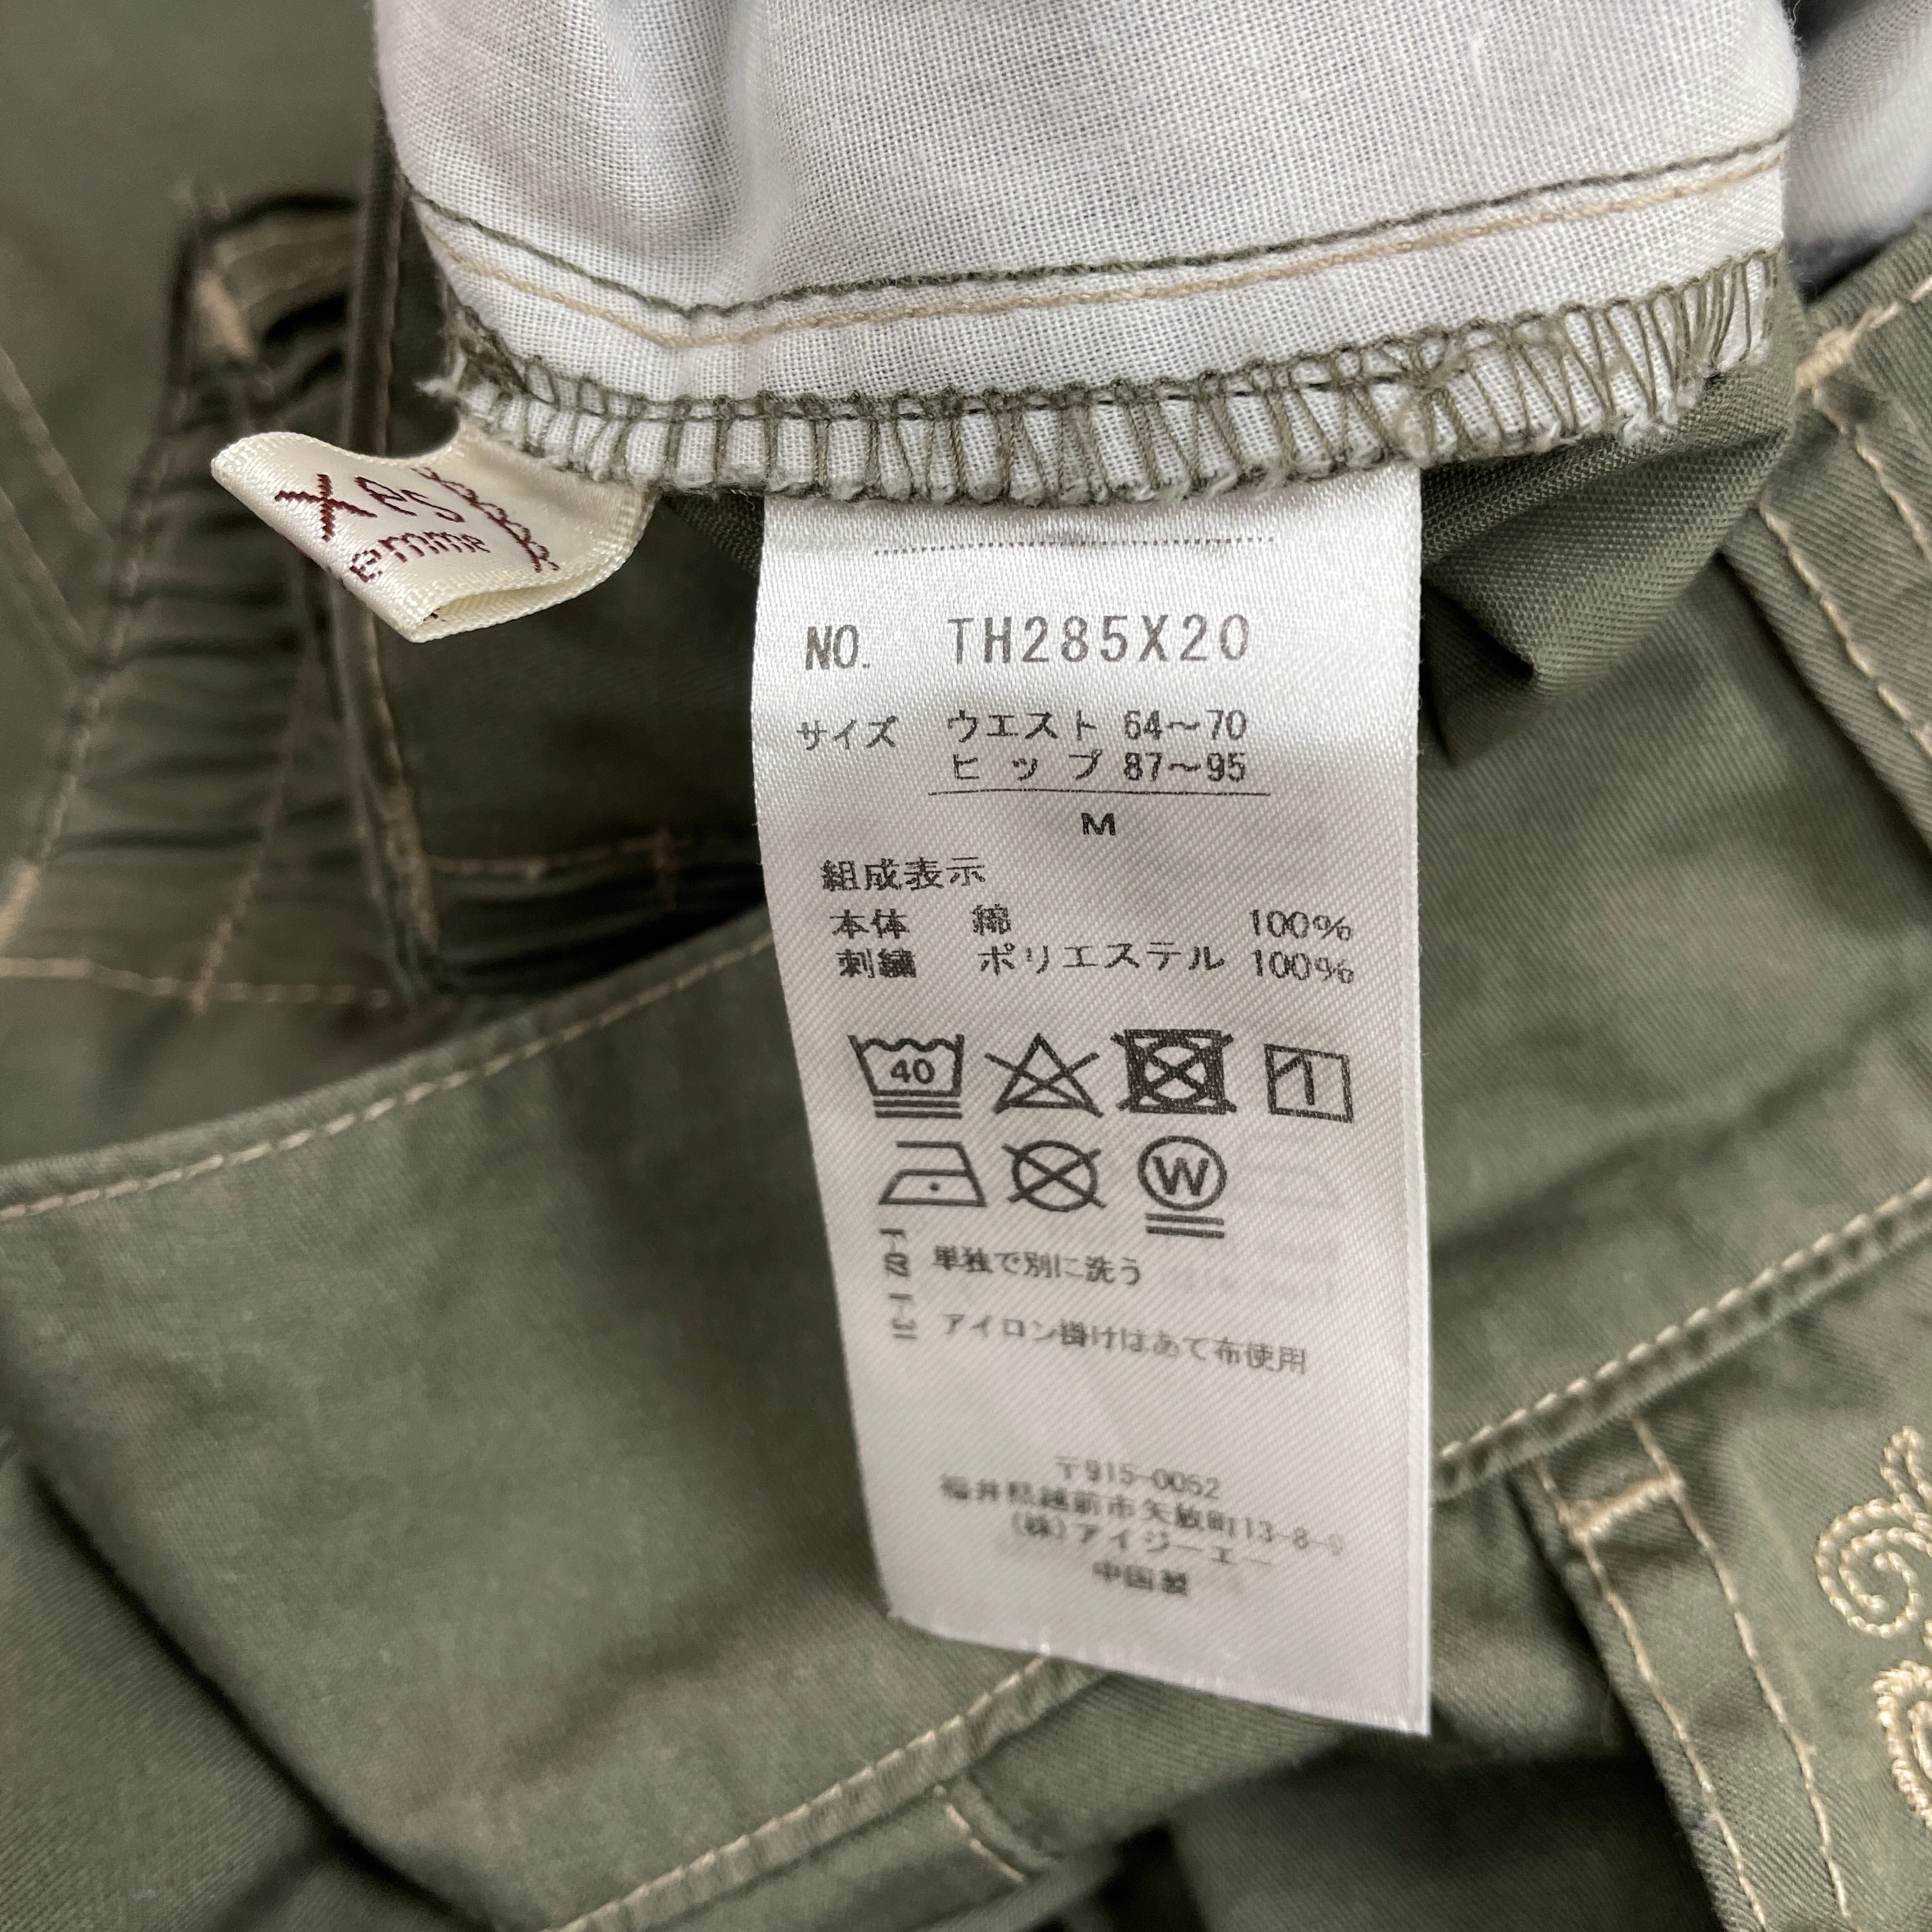 Xes
emme
NO. TH285X20
サイズ ウエスト 64～70
ヒップ 87～95
M
組成表示
本体 綿 100%
刺繍 ポリエステル 100%
40
W
単独で別に洗う
アイロン掛けはあて布使用
〒915-0052
福井県越前市矢放町13-8-9
(株)アイジーエー
中国製